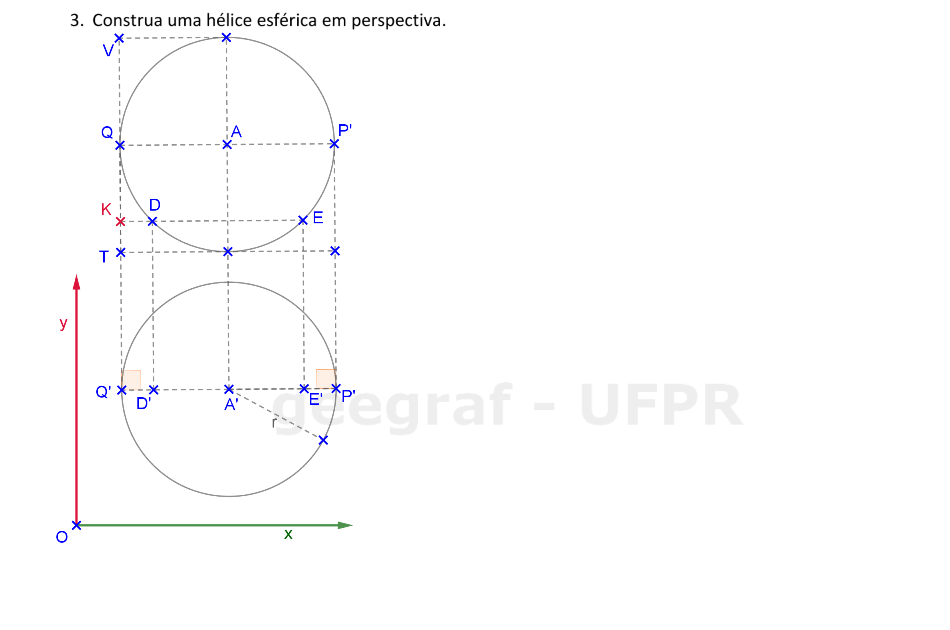 3. Construa uma hélice esférica em perspectiva.
V
Q A P'
K D E
T
y
Q' D' A' E' P'
geegraf - UFPR
r
x
O